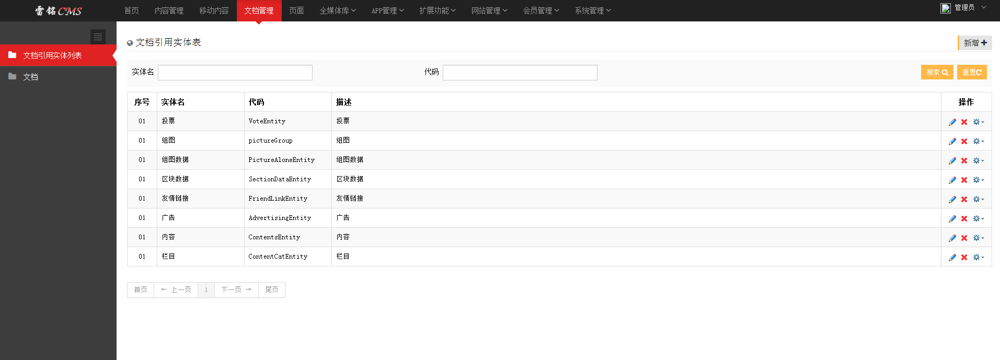 雷铭CMS 首页 内容管理 移动内容 文档管理 页面 全媒体库 APP管理 扩展功能 网站管理 会员管理 系统管理 管理员
文档引用实体列表
文档
文档引用实体表 新增
实体名 代码 搜索 重置
序号 实体名 代码 描述 操作
01 投票 VoteEntity 投票
01 组图 pictureGroup 组图
01 组图数据 PictureAloneEntity 组图数据
01 区块数据 SectionDataEntity 区块数据
01 友情链接 FriendLinkEntity 友情链接
01 广告 AdvertisingEntity 广告
01 内容 ContentsEntity 内容
01 栏目 ContentCatEntity 栏目
首页 ← 上一页 1 下一页 → 尾页